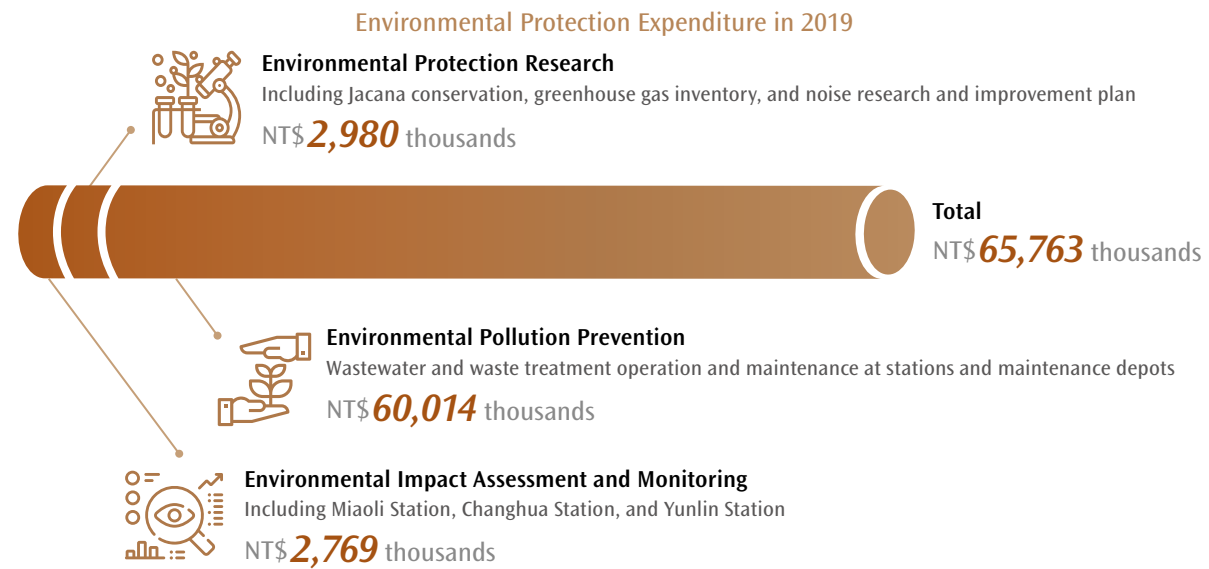 Environmental Protection Expenditure in 2019
Environmental Protection Research
Including Jacana conservation, greenhouse gas inventory, and noise research and improvement plan
NT$ 2,980 thousands
Total
NT$ 65,763 thousands
Environmental Pollution Prevention
Wastewater and waste treatment operation and maintenance at stations and maintenance depots
NT$ 60,014 thousands
Environmental Impact Assessment and Monitoring
Including Miaoli Station, Changhua Station, and Yunlin Station
NT$ 2,769 thousands